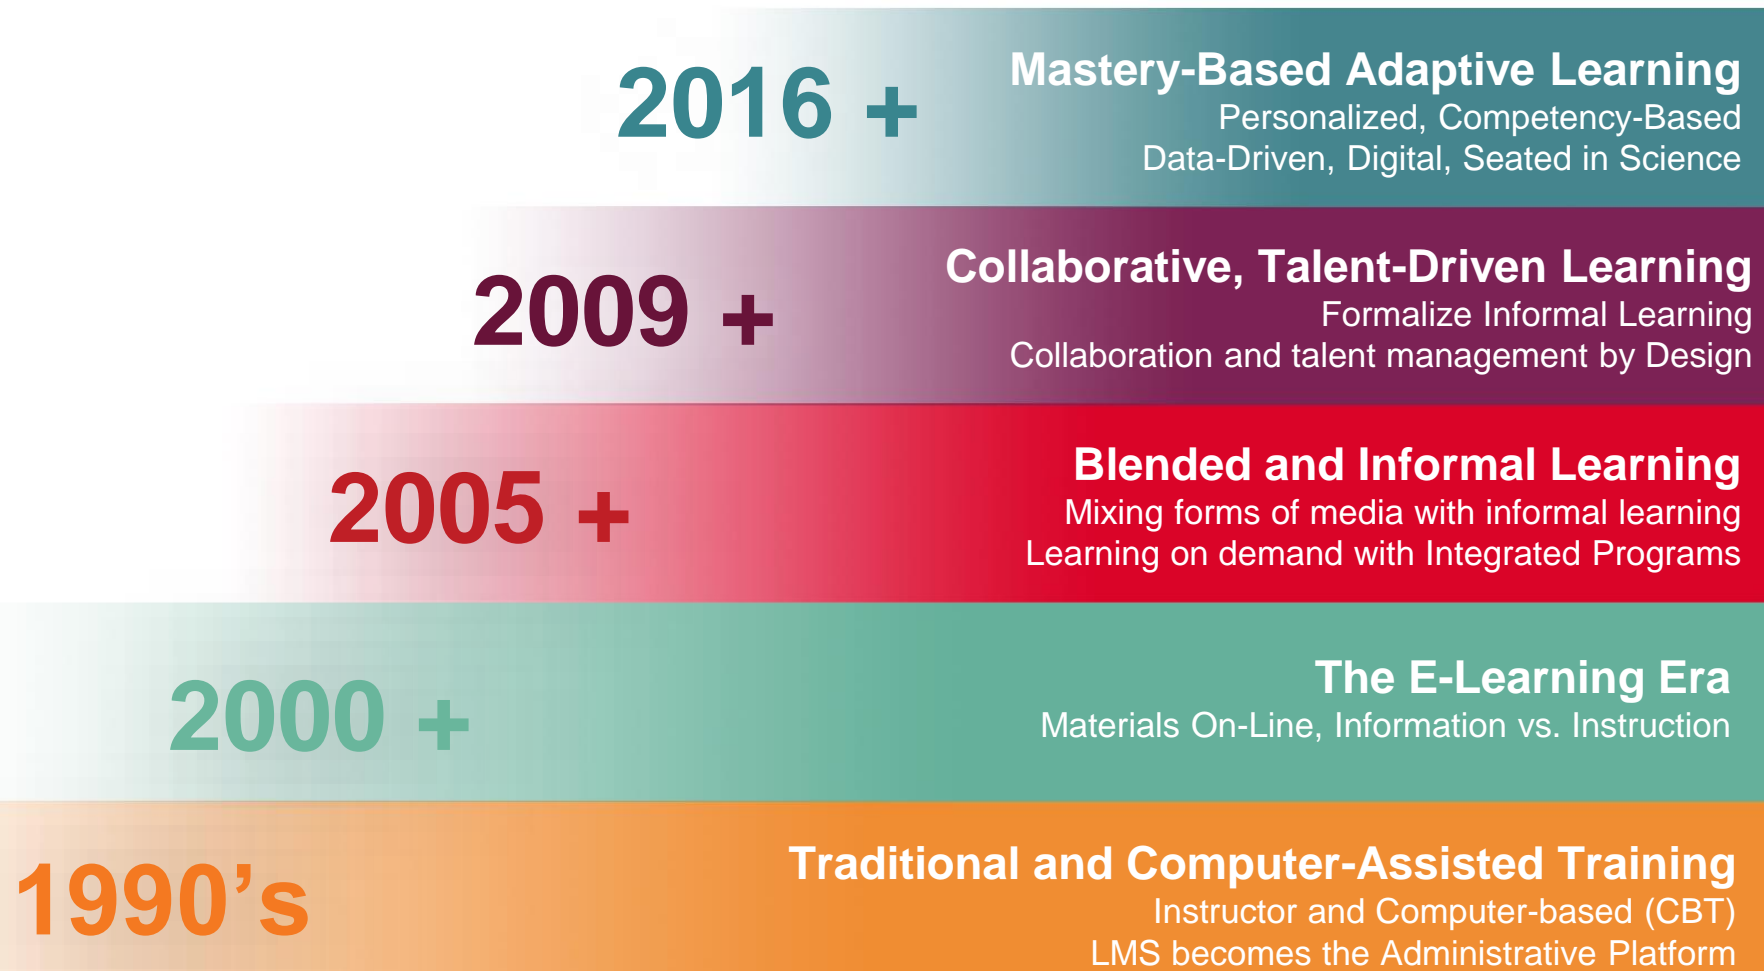 2016 +
Mastery-Based Adaptive Learning
Personalized, Competency-Based
Data-Driven, Digital, Seated in Science
2009 +
Collaborative, Talent-Driven Learning
Formalize Informal Learning
Collaboration and talent management by Design
2005 +
Blended and Informal Learning
Mixing forms of media with informal learning
Learning on demand with Integrated Programs
2000 +
The E-Learning Era
Materials On-Line, Information vs. Instruction
1990’s
Traditional and Computer-Assisted Training
Instructor and Computer-based (CBT)
LMS becomes the Administrative Platform